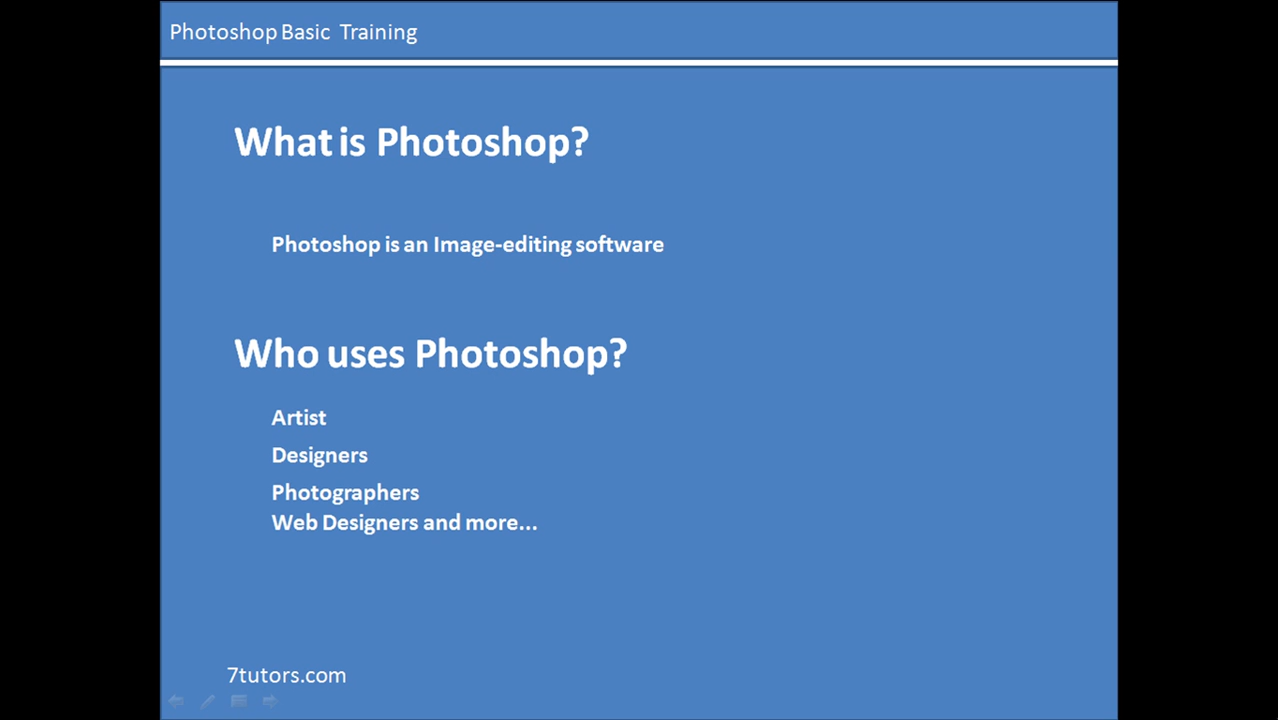 Photoshop Basic  Training
What is Photoshop?
Photoshop is an Image-editing software
Who uses Photoshop?
Artist
Designers
Photographers
Web Designers and more...
7tutors.com